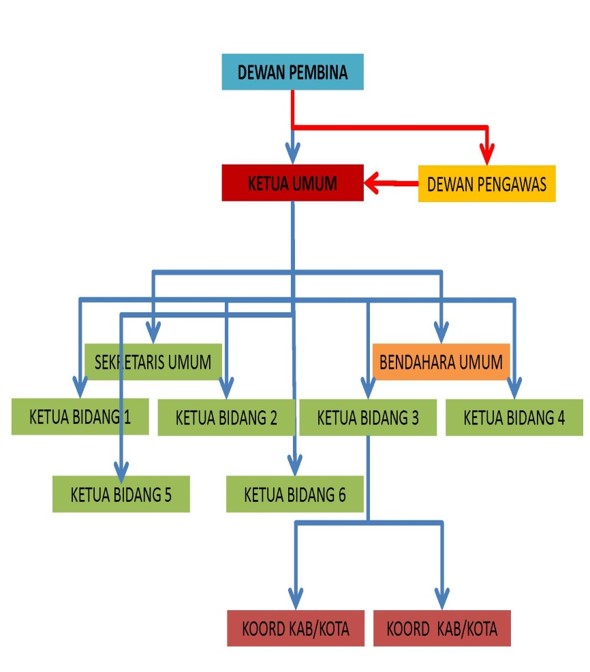 DEWAN PEMBINA
KETUA UMUM
DEWAN PENGAWAS
SEKRETARIS UMUM
BENDAHARA UMUM
KETUA BIDANG 1
KETUA BIDANG 2
KETUA BIDANG 3
KETUA BIDANG 4
KETUA BIDANG 5
KETUA BIDANG 6
KOORD KAB/KOTA
KOORD KAB/KOTA